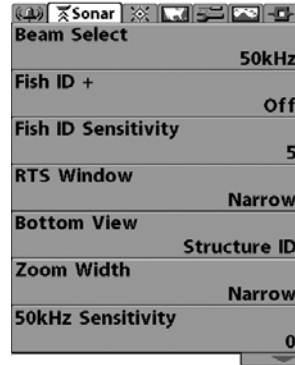 Sonar
Beam Select
50kHz
Fish ID +
Off
Fish ID Sensitivity
5
RTS Window
Narrow
Bottom View
Structure ID
Zoom Width
Narrow
50kHz Sensitivity
0